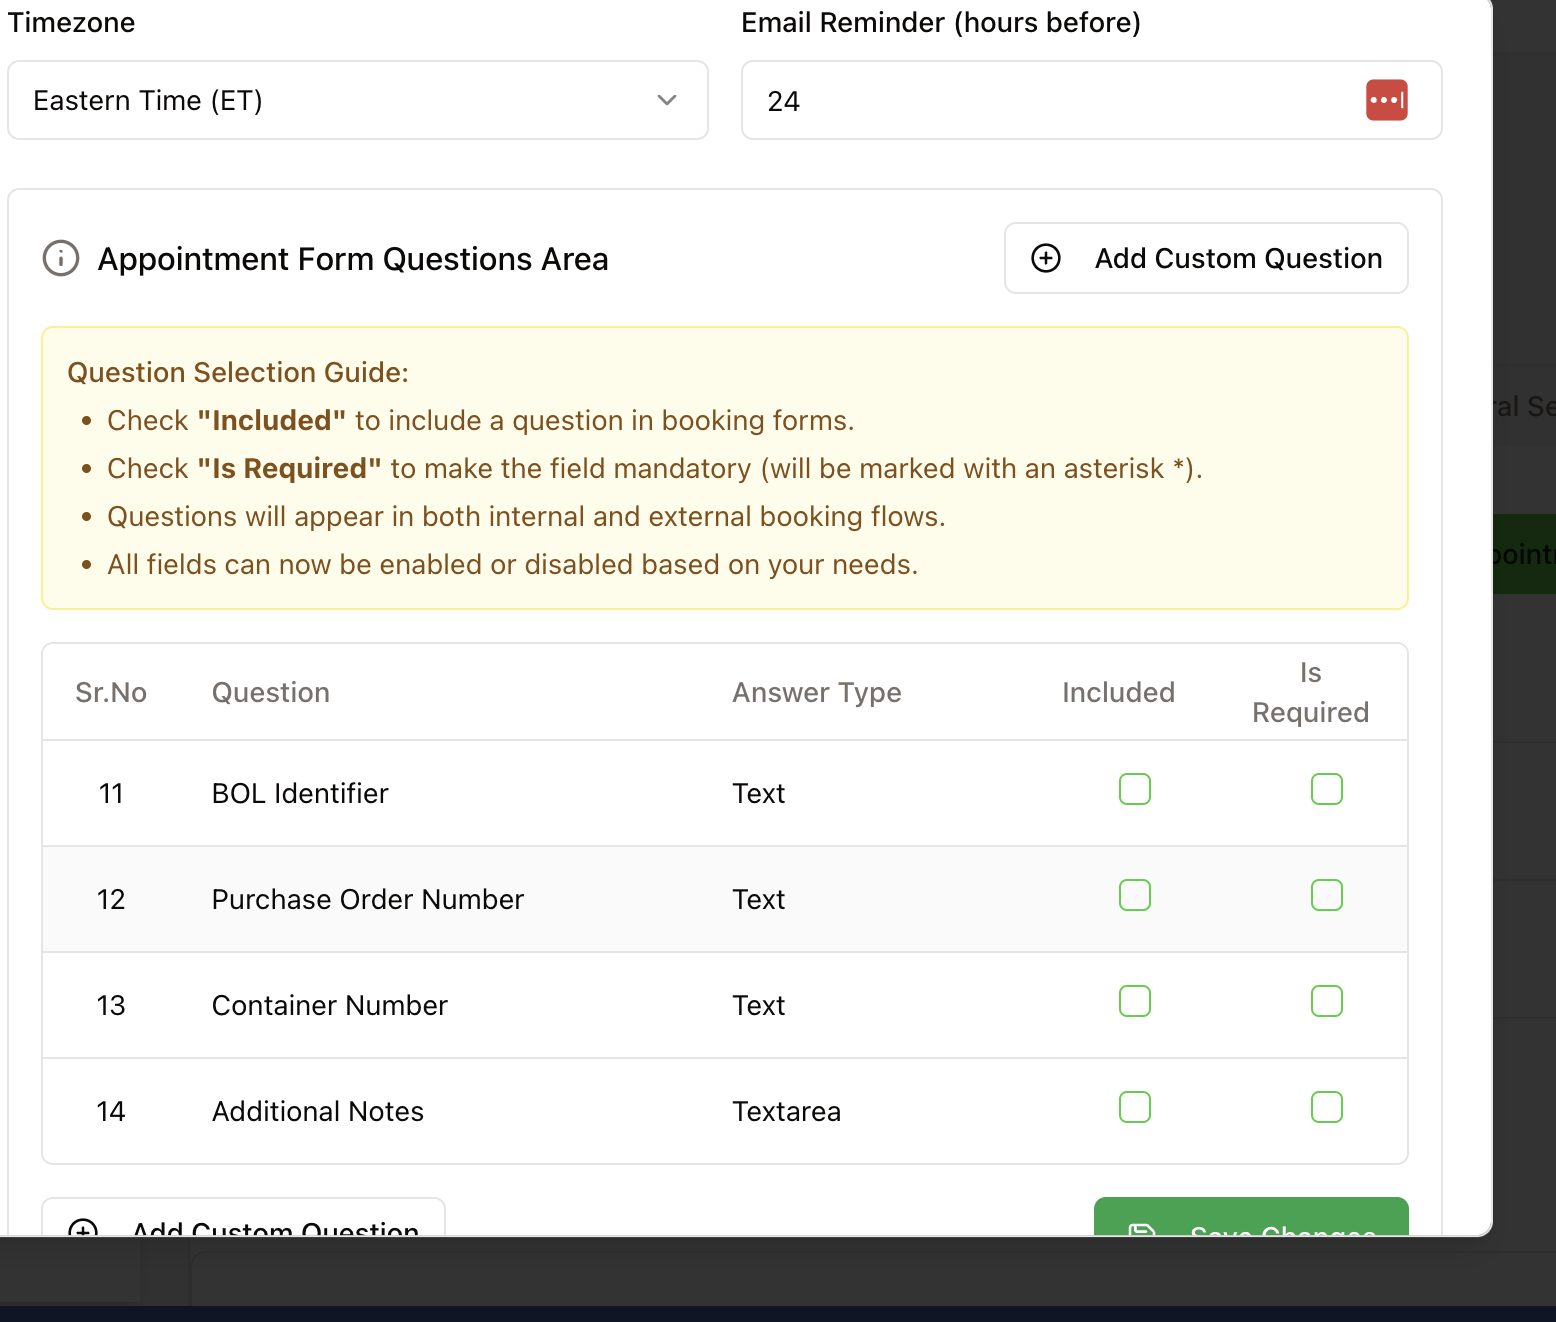 Timezone
Email Reminder (hours before)
Eastern Time (ET)
24
Appointment Form Questions Area
Add Custom Question
Question Selection Guide:
• Check "Included" to include a question in booking forms.
• Check "Is Required" to make the field mandatory (will be marked with an asterisk *).
• Questions will appear in both internal and external booking flows.
• All fields can now be enabled or disabled based on your needs.
Sr.No Question Answer Type Included Is Required
11 BOL Identifier Text
12 Purchase Order Number Text
13 Container Number Text
14 Additional Notes Textarea
Add Custom Question
Save Changes